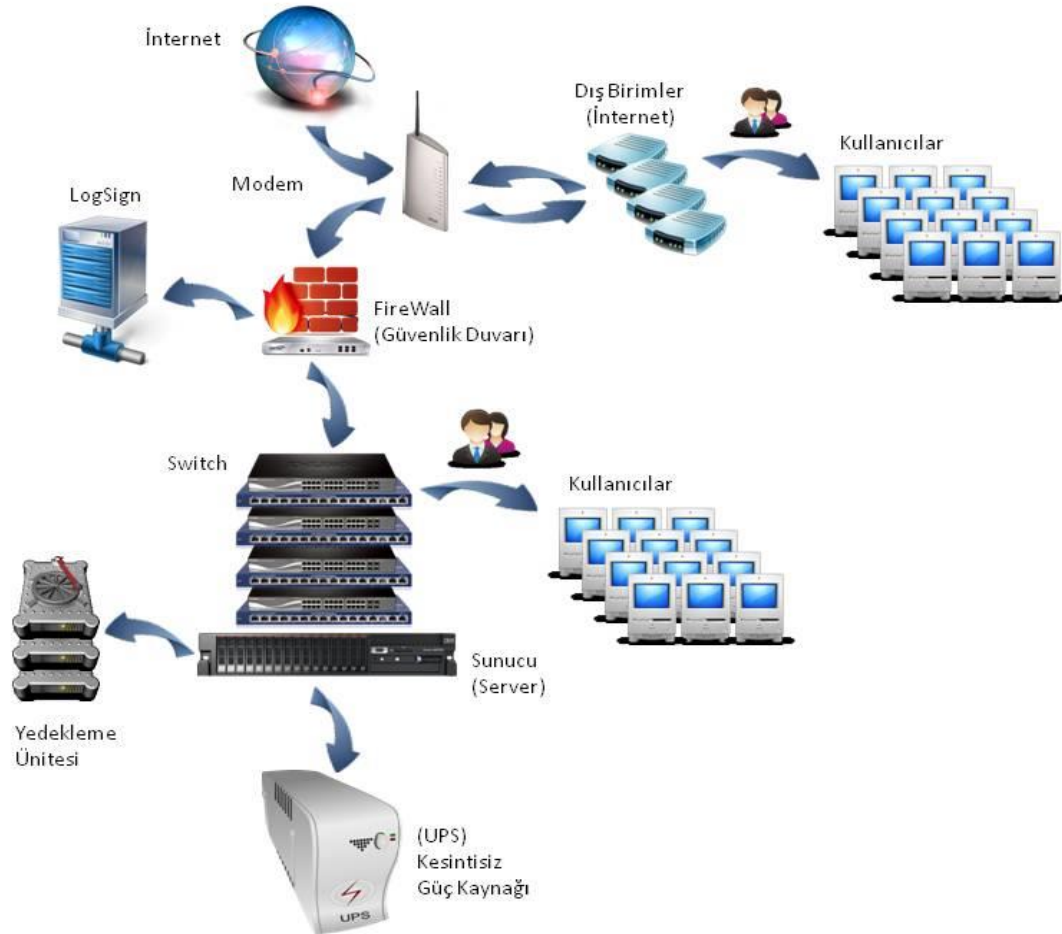 İnternet
Dış Birimler
(İnternet)
Kullanıcılar
Modem
LogSign
FireWall
(Güvenlik Duvarı)
Switch
Kullanıcılar
Sunucu
(Server)
Yedekleme
Ünitesi
(UPS)
Kesintisiz
Güç Kaynağı
UPS